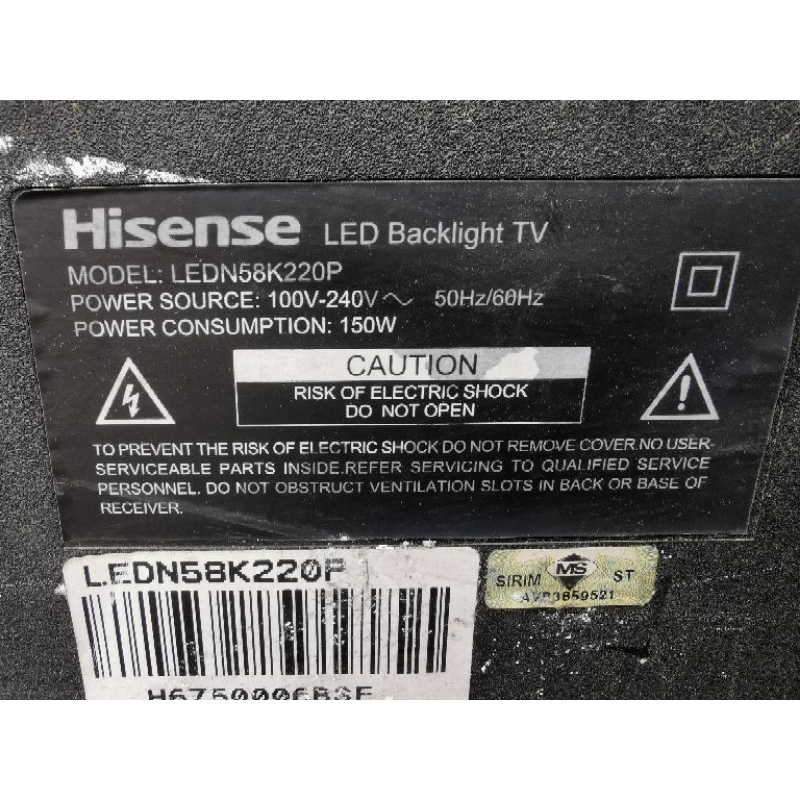 Hisense LED Backlight TV
MODEL: LEDN58K220P
POWER SOURCE: 100V-240V～ 50Hz/60Hz
POWER CONSUMPTION: 150W
CAUTION
RISK OF ELECTRIC SHOCK
DO NOT OPEN
TO PREVENT THE RISK OF ELECTRIC SHOCK DO NOT REMOVE COVER.NO USER-
SERVICEABLE PARTS INSIDE.REFER SERVICING TO QUALIFIED SERVICE
PERSONNEL. DO NOT OBSTRUCT VENTILATION SLOTS IN BACK OR BASE OF
RECEIVER.
LEDN58K220P
SIRIM MS ST